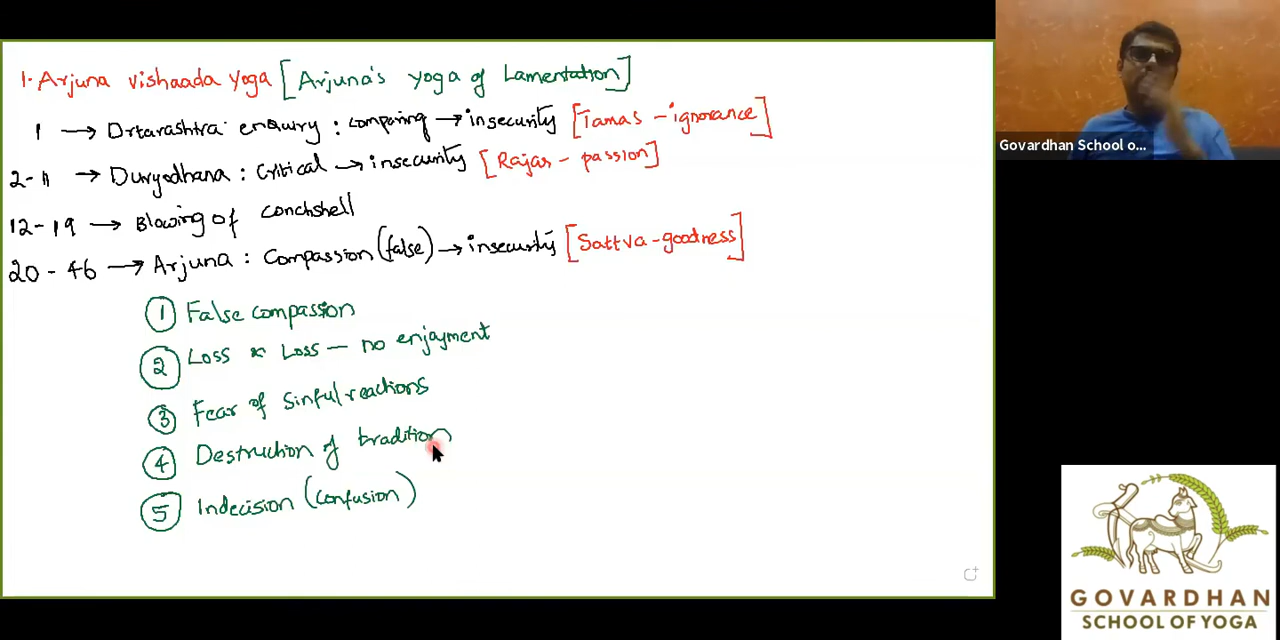 1. Arjuna vishaada yoga [Arjuna's yoga of Lamentation]
1 → Drtarashtra enquiry : comparing → insecurity [Tamas - ignorance]
2-11 → Duryodhana : Critical → insecurity [Rajas - passion]
12-19 → Blowing of conchshell
20-46 → Arjuna : Compassion (false) → insecurity [Sattva - goodness]
1 False compassion
2 Loss & Loss — no enjoyment
3 Fear of sinful reactions
4 Destruction of tradition
5 Indecision (confusion)
Govardhan School o...
GOVARDHAN
SCHOOL OF YOGA